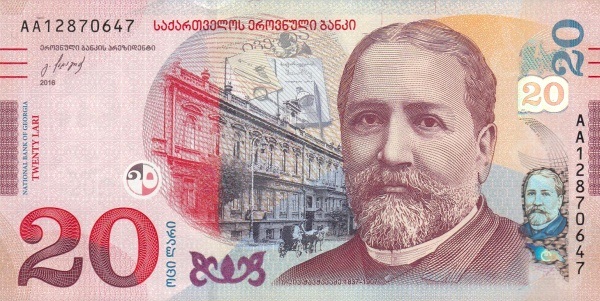 AA12870647
საქართველოს ეროვნული ბანკი
ეროვნული ბანკის პრეზიდენტი
2016
20
20
NATIONAL BANK OF GEORGIA
TWENTY LARI
AA12870647
20
ოცი ლარი